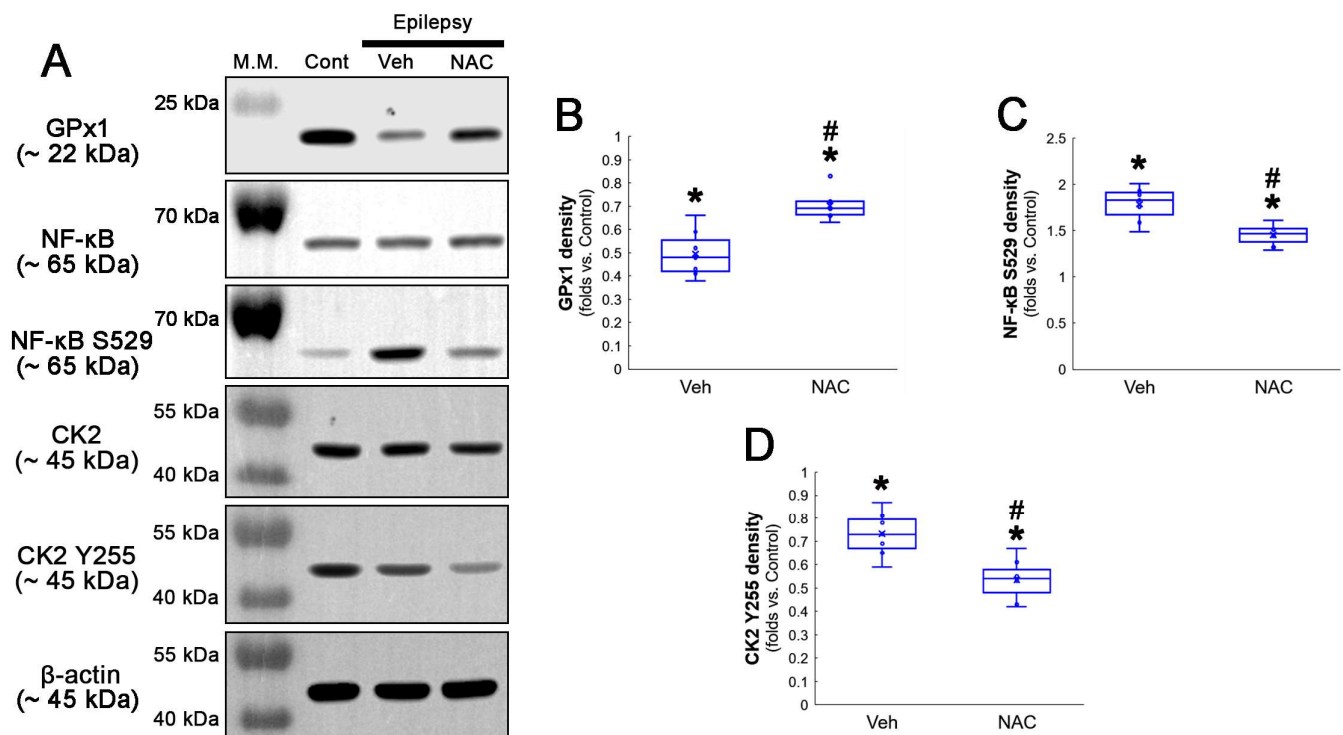 A
Epilepsy
M.M.
Cont
Veh
NAC
25 kDa
GPx1
(~ 22 kDa)
70 kDa
NF-κB
(~ 65 kDa)
70 kDa
NF-κB S529
(~ 65 kDa)
55 kDa
CK2
(~ 45 kDa)
40 kDa
55 kDa
CK2 Y255
(~ 45 kDa)
40 kDa
55 kDa
β-actin
(~ 45 kDa)
40 kDa
B
GPx1 density
(folds vs. Control)
1
0.9
0.8
0.7
0.6
0.5
0.4
0.3
0.2
0.1
0
*
#
*
Veh
NAC
C
NF-κB S529 density
(folds vs. Control)
2.5
2
1.5
1
0.5
0
*
#
*
Veh
NAC
D
CK2 Y255 density
(folds vs. Control)
1
0.9
0.8
0.7
0.6
0.5
0.4
0.3
0.2
0.1
0
*
#
*
Veh
NAC